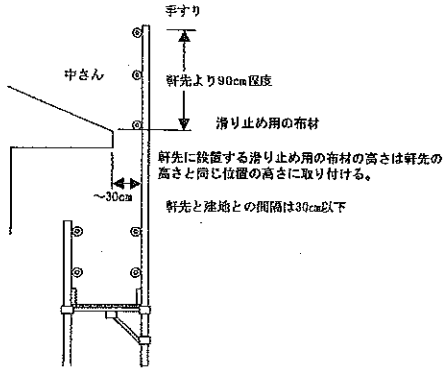 手すり
中さん
軒先より90cm程度
滑り止め用の布材
軒先に設置する滑り止め用の布材の高さは軒先の
高さと同じ位置の高さに取り付ける。
～30cm
軒先と建地との間隔は30cm以下